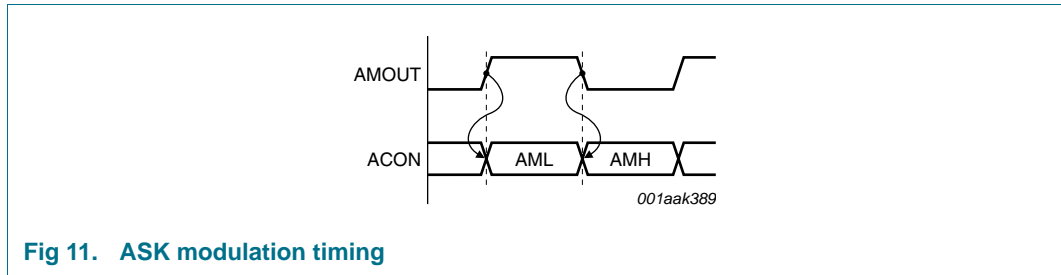 AMOUT
ACON AML AMH
001aak389
Fig 11. ASK modulation timing